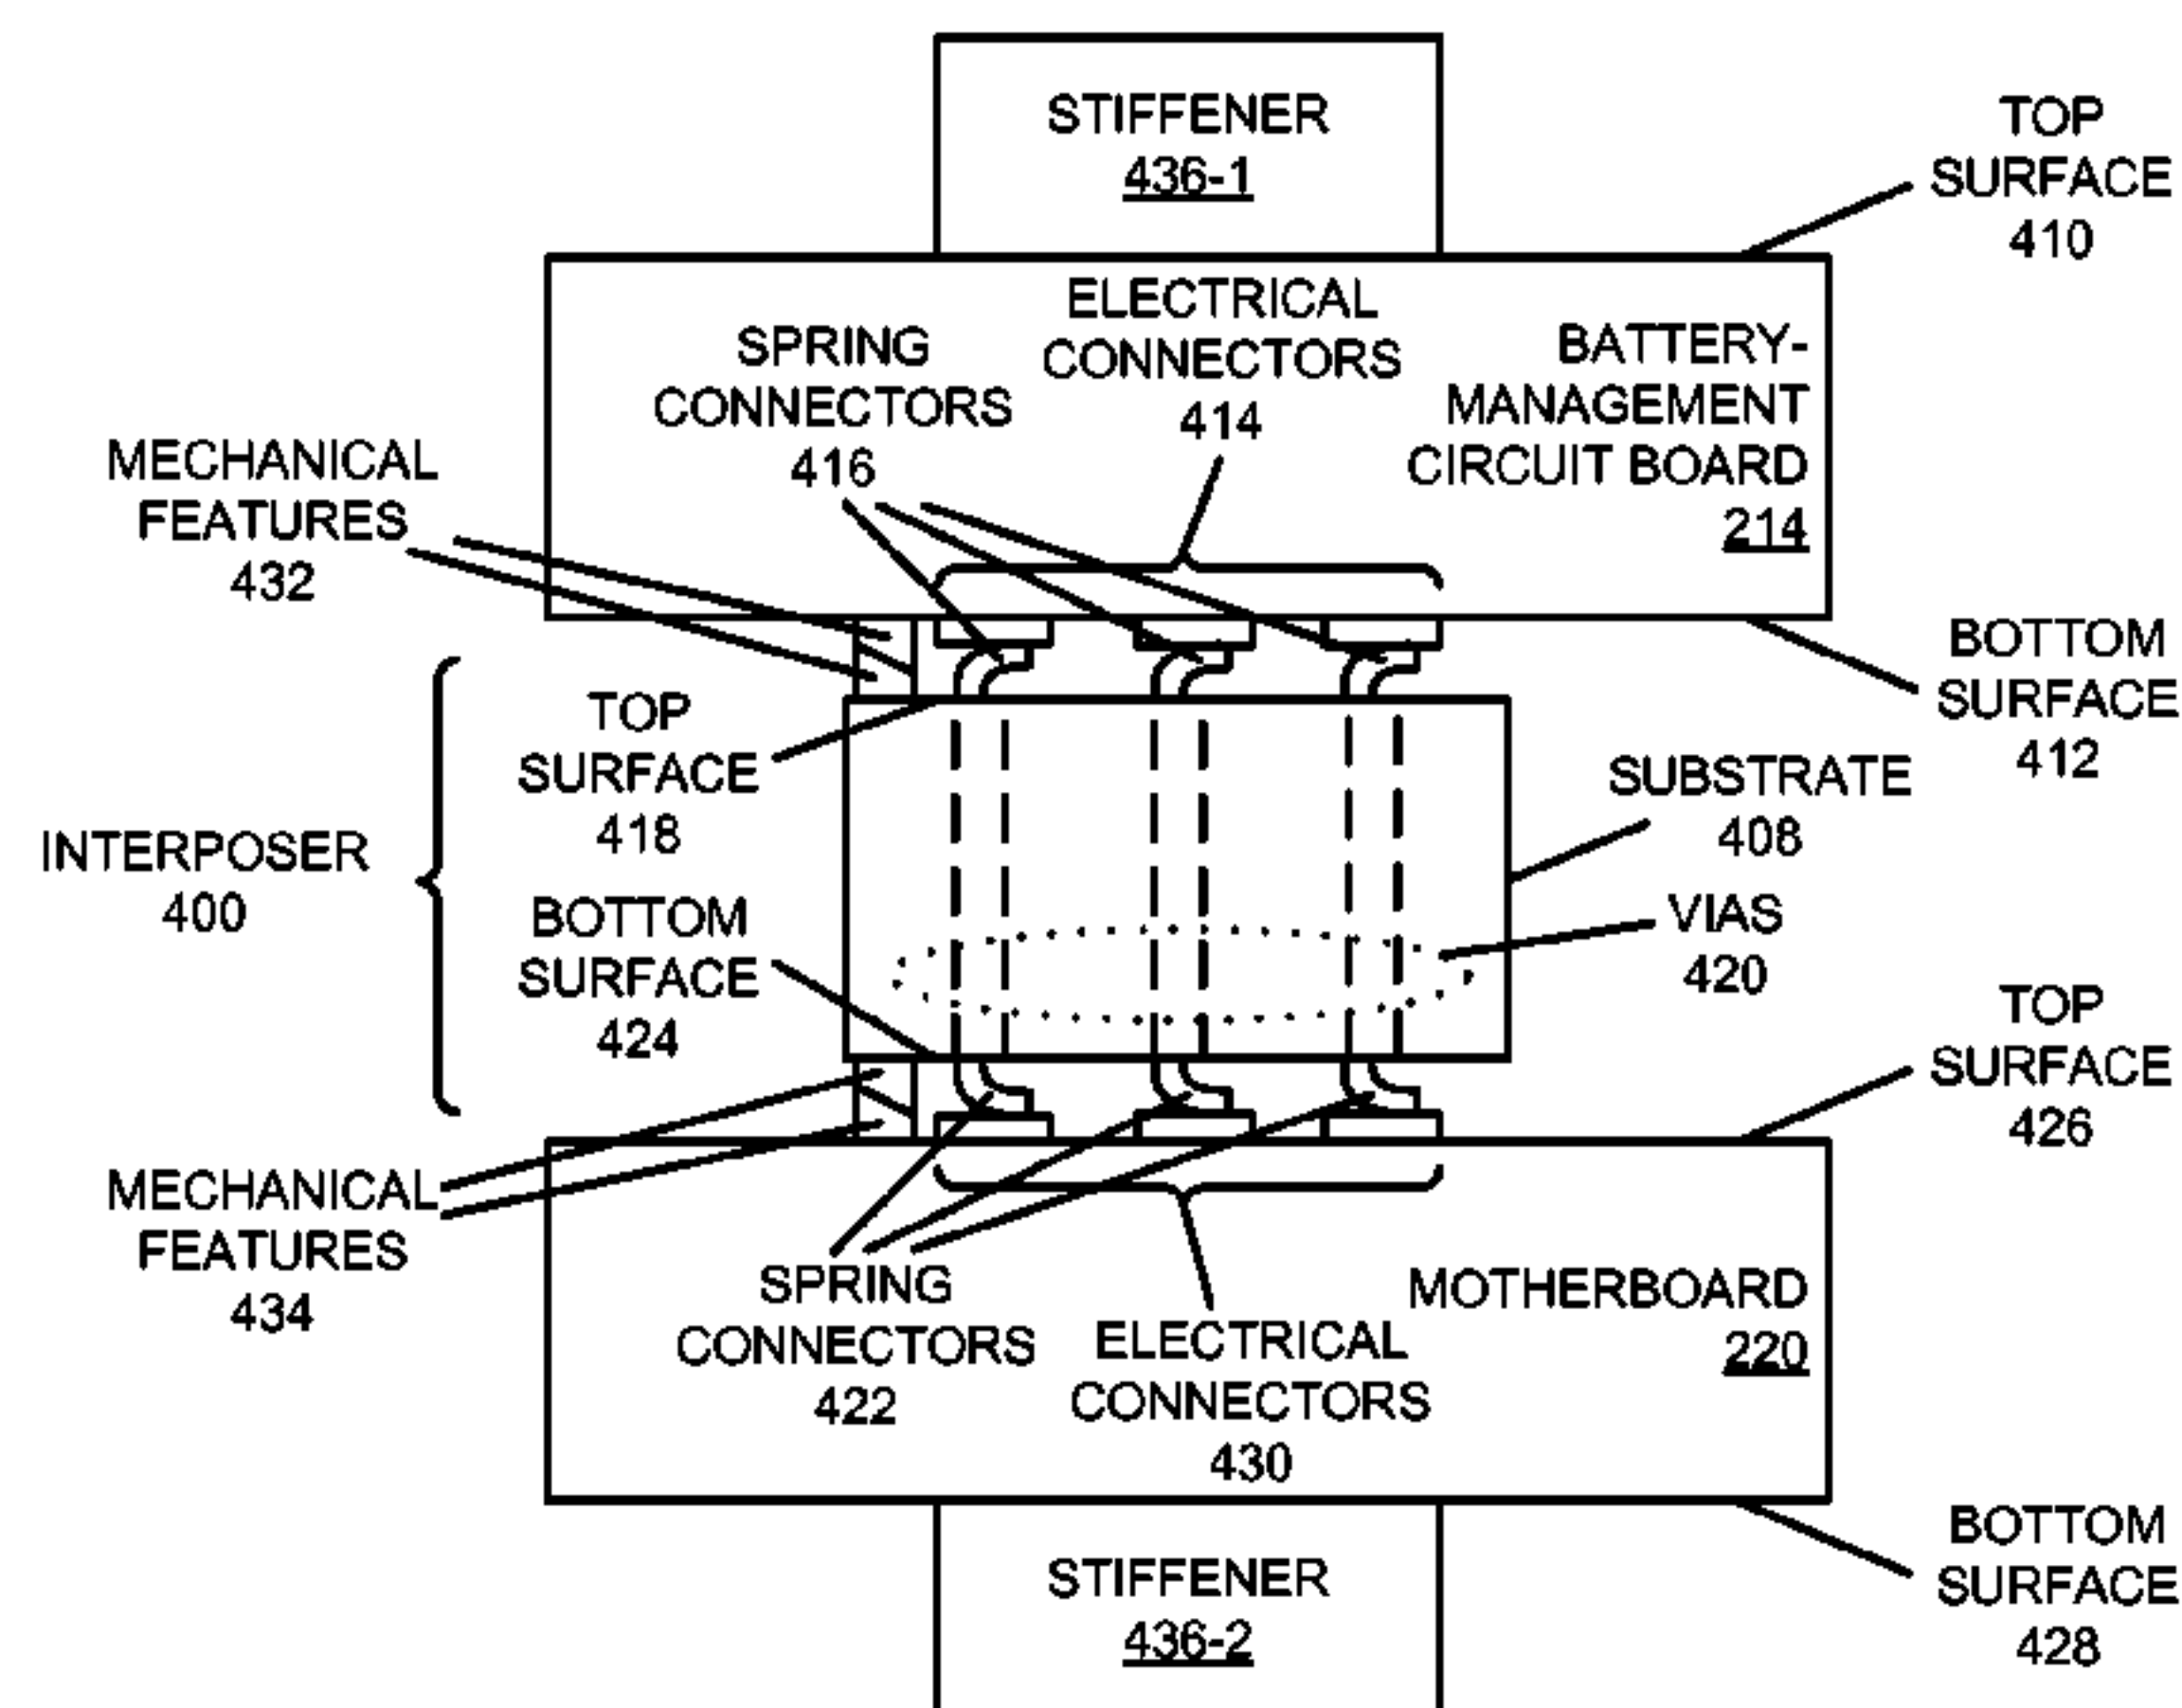 STIFFENER
436-1
TOP
SURFACE
410
ELECTRICAL
CONNECTORS
414
SPRING
CONNECTORS
416
BATTERY-
MANAGEMENT
CIRCUIT BOARD
214
MECHANICAL
FEATURES
432
BOTTOM
SURFACE
412
TOP
SURFACE
418
SUBSTRATE
408
INTERPOSER
400
VIAS
420
BOTTOM
SURFACE
424
TOP
SURFACE
426
MECHANICAL
FEATURES
434
SPRING
CONNECTORS
422
ELECTRICAL
CONNECTORS
430
MOTHERBOARD
220
STIFFENER
436-2
BOTTOM
SURFACE
428